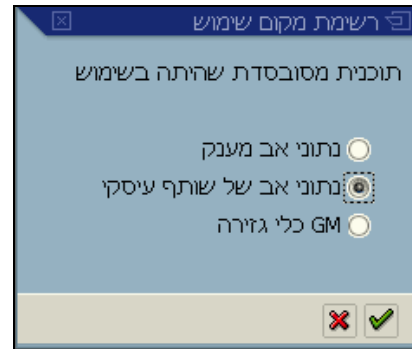 רשימת מקום שימוש
תוכנית מסובסדת שהיתה בשימוש
נתוני אב מענק
נתוני אב של שותף עיסקי
GM כלי גזירה